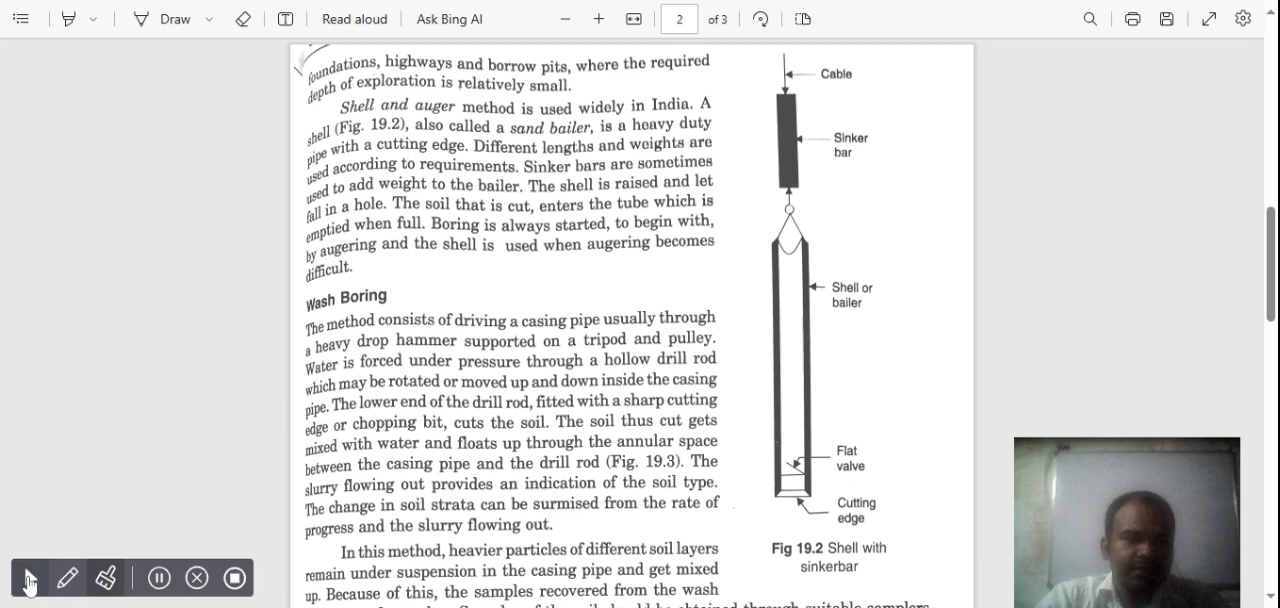 Draw
Read aloud
Ask Bing AI
2
of 3
foundations, highways and borrow pits, where the required
depth of exploration is relatively small.
Shell and auger method is used widely in India. A
shell (Fig. 19.2), also called a sand bailer, is a heavy duty
pipe with a cutting edge. Different lengths and weights are
used according to requirements. Sinker bars are sometimes
used to add weight to the bailer. The shell is raised and let
fall in a hole. The soil that is cut, enters the tube which is
emptied when full. Boring is always started, to begin with,
by augering and the shell is used when augering becomes
difficult.
Wash Boring
The method consists of driving a casing pipe usually through
a heavy drop hammer supported on a tripod and pulley.
Water is forced under pressure through a hollow drill rod
which may be rotated or moved up and down inside the casing
pipe. The lower end of the drill rod, fitted with a sharp cutting
edge or chopping bit, cuts the soil. The soil thus cut gets
mixed with water and floats up through the annular space
between the casing pipe and the drill rod (Fig. 19.3). The
slurry flowing out provides an indication of the soil type.
The change in soil strata can be surmised from the rate of
progress and the slurry flowing out.
In this method, heavier particles of different soil layers
remain under suspension in the casing pipe and get mixed
up. Because of this, the samples recovered from the wash
Cable
Sinker
bar
Shell or
bailer
Flat
valve
Cutting
edge
Fig 19.2 Shell with
sinkerbar